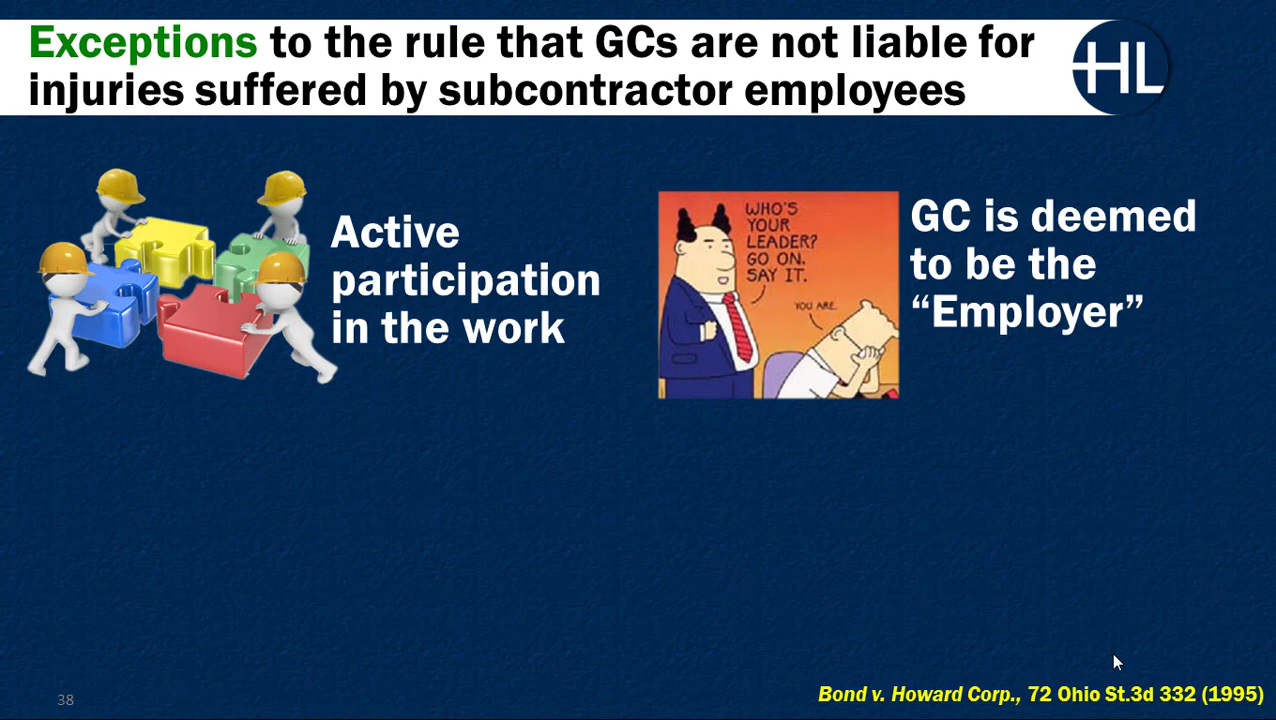 Exceptions to the rule that GCs are not liable for
injuries suffered by subcontractor employees
HL
Active
participation
in the work
WHO'S
YOUR
LEADER?
GO ON.
SAY IT.
YOU ARE.
GC is deemed
to be the
“Employer”
38
Bond v. Howard Corp., 72 Ohio St.3d 332 (1995)